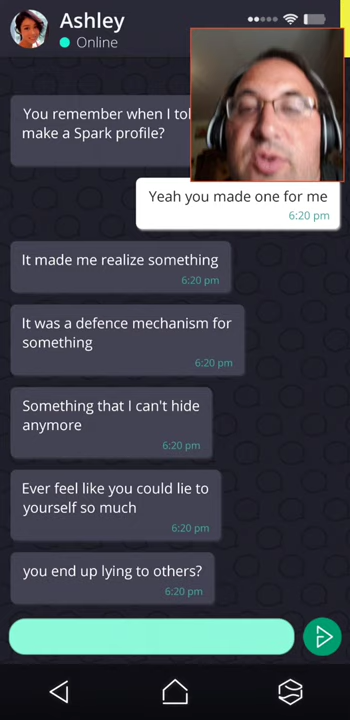 Ashley
Online
You remember when I tol
make a Spark profile?
Yeah you made one for me
6:20 pm
It made me realize something
6:20 pm
It was a defence mechanism for
something
6:20 pm
Something that I can't hide
anymore
6:20 pm
Ever feel like you could lie to
yourself so much
6:20 pm
you end up lying to others?
6:20 pm